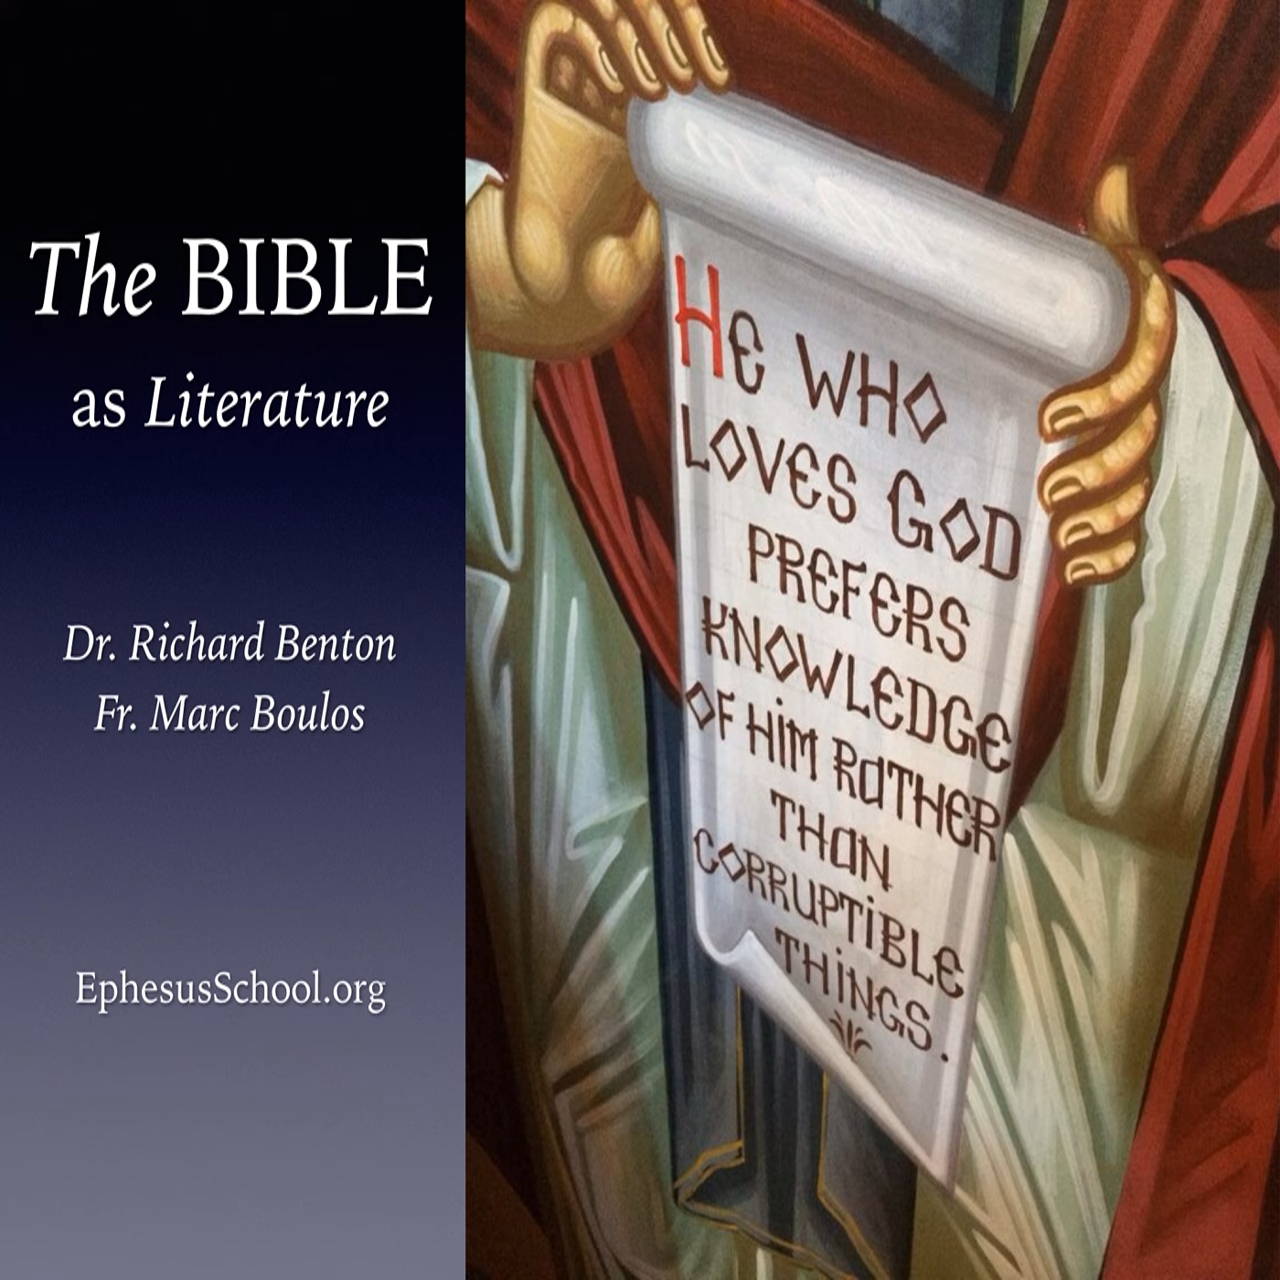 The BIBLE
as Literature
Dr. Richard Benton
Fr. Marc Boulos
EphesusSchool.org
HE WHO
LOVES GOD
PREFERS
KNOWLEDGE
OF HIM RATHER
THAN
CORRUPTIBLE
THINGS.